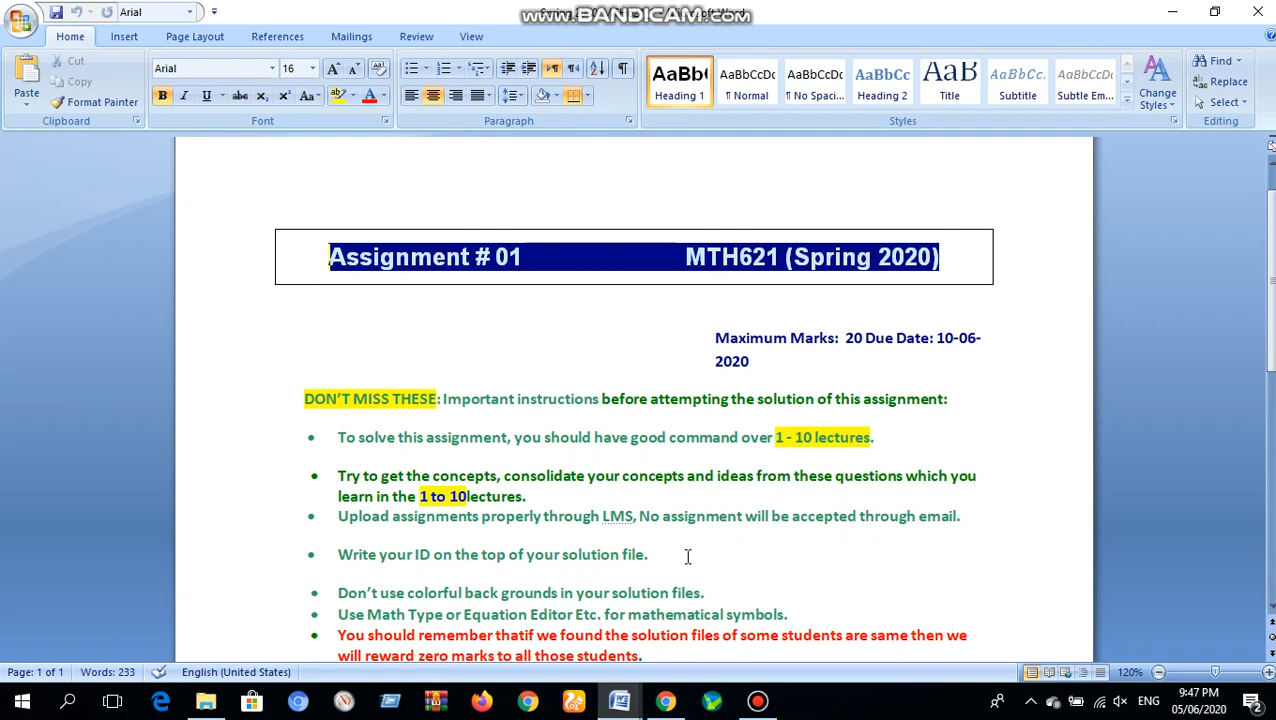 www.BANDICAM.com
Arial
Home
Insert
Page Layout
References
Mailings
Review
View
Paste
Cut
Copy
Format Painter
Clipboard
Arial
16
Font
Paragraph
AaBbC
Heading 1
AaBbCcDc
¶ Normal
AaBbCcDc
¶ No Spaci...
AaBbCc
Heading 2
AaB
Title
AaBbCc.
Subtitle
AaBbCcDc
Subtle Em...
Change
Styles
Styles
Find
Replace
Select
Editing
Assignment # 01 MTH621 (Spring 2020)
Maximum Marks: 20 Due Date: 10-06-
2020
DON'T MISS THESE: Important instructions before attempting the solution of this assignment:
• To solve this assignment, you should have good command over 1 - 10 lectures.
• Try to get the concepts, consolidate your concepts and ideas from these questions which you
learn in the 1 to 10lectures.
• Upload assignments properly through LMS, No assignment will be accepted through email.
• Write your ID on the top of your solution file.
• Don't use colorful back grounds in your solution files.
• Use Math Type or Equation Editor Etc. for mathematical symbols.
• You should remember thatif we found the solution files of some students are same then we
will reward zero marks to all those students.
Page: 1 of 1
Words: 233
English (United States)
120%
ENG
9:47 PM
05/06/2020
2